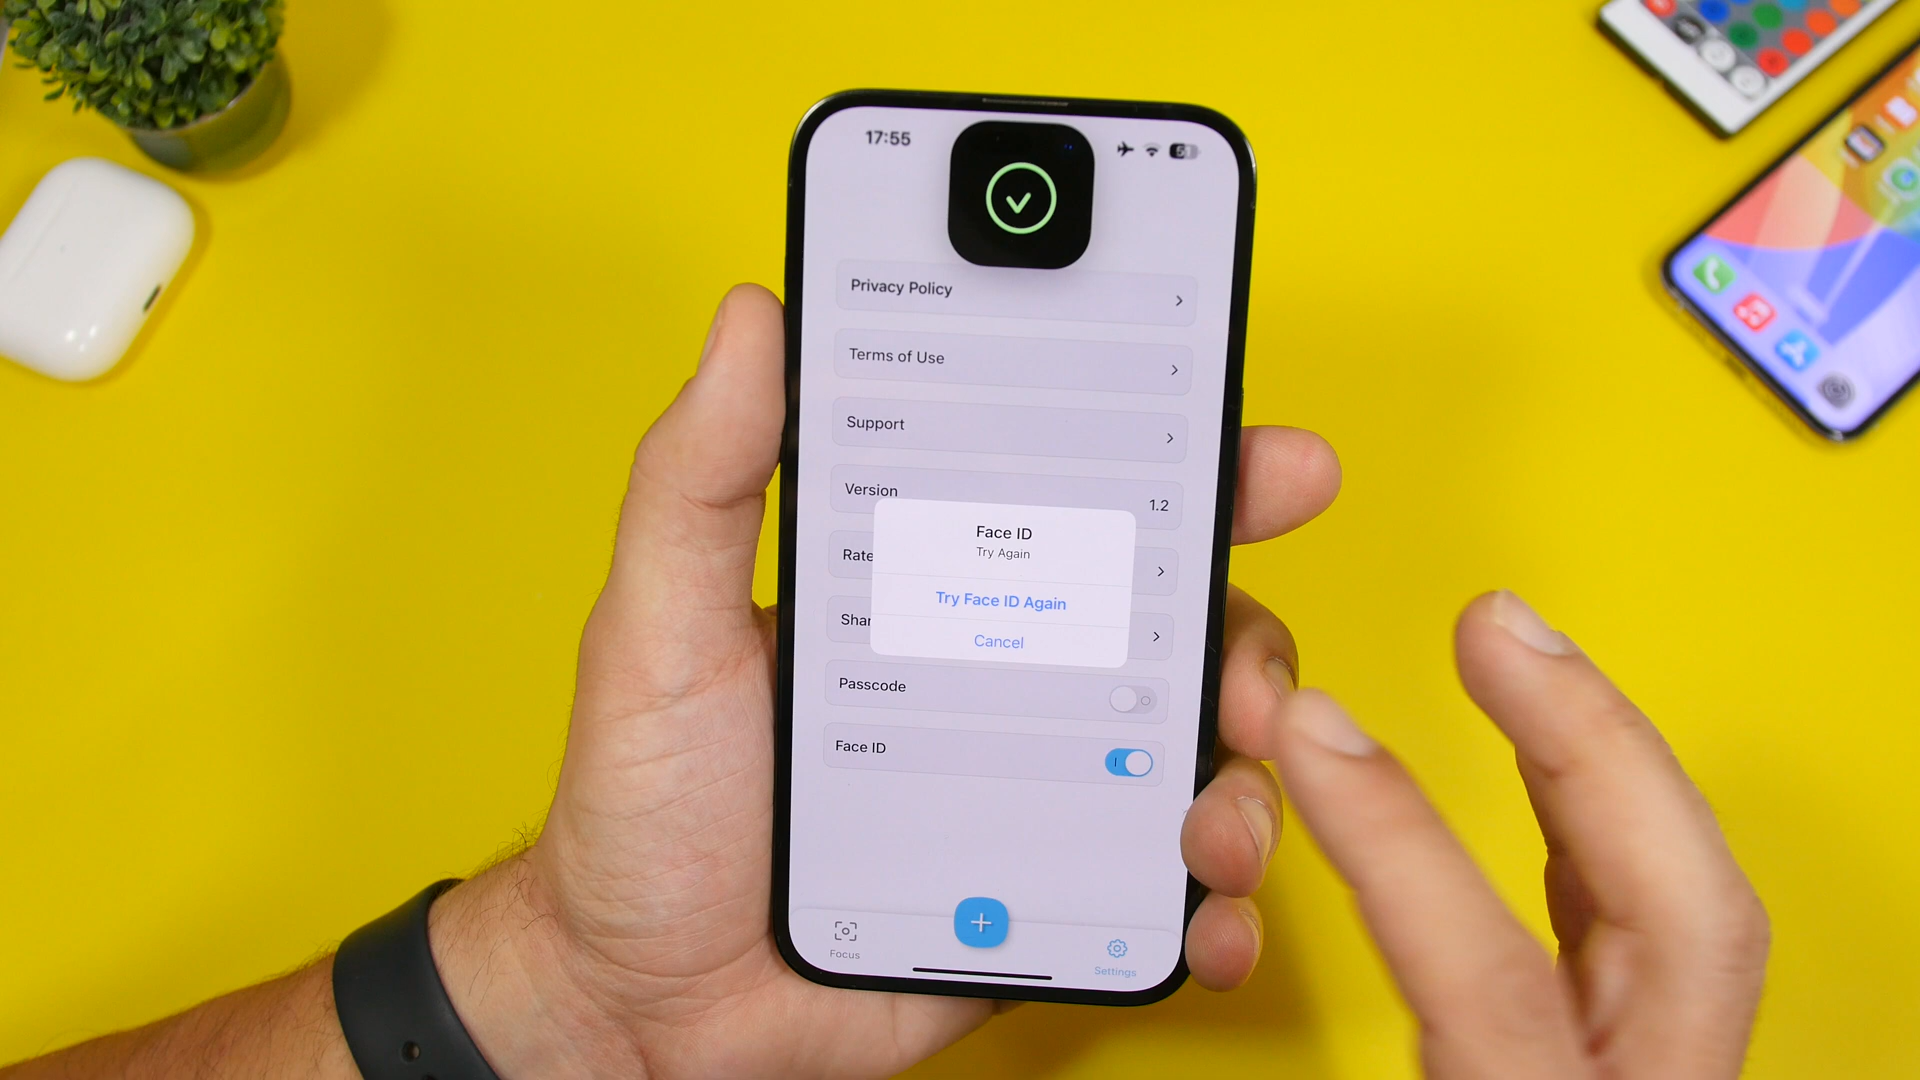 17:55
Privacy Policy
Terms of Use
Support
Version
1.2
Rate
Face ID
Try Again
Try Face ID Again
Cancel
Shar
Passcode
Face ID
Focus
Settings